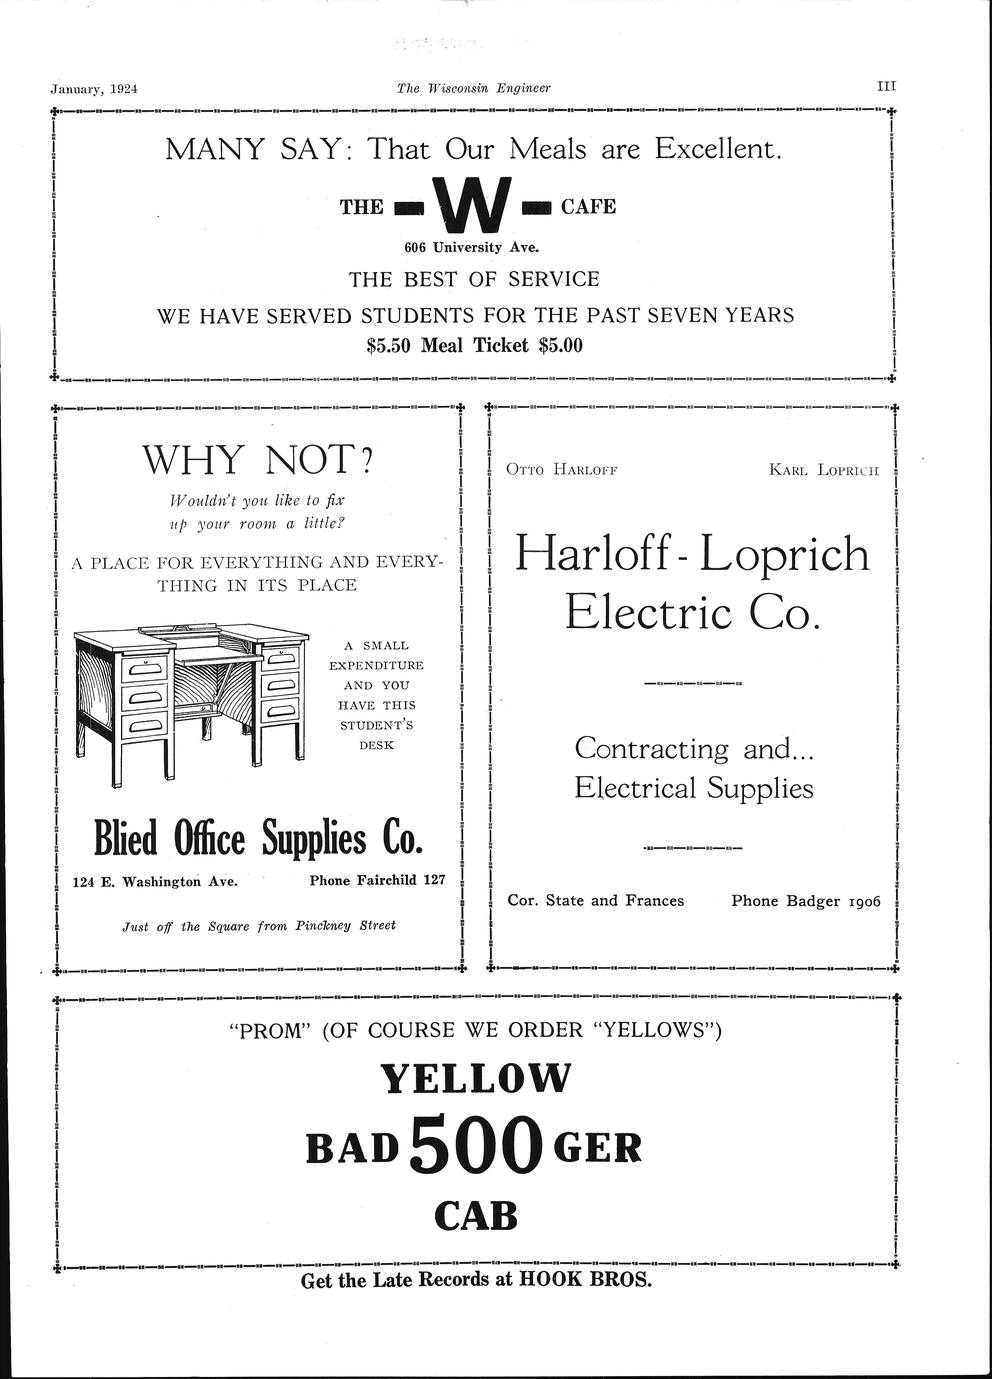 January, 1924
The Wisconsin Engineer
III
MANY SAY: That Our Meals are Excellent.
THE - W - CAFE
606 University Ave.
THE BEST OF SERVICE
WE HAVE SERVED STUDENTS FOR THE PAST SEVEN YEARS
$5.50 Meal Ticket $5.00
WHY NOT?
Wouldn't you like to fix
up your room a little?
A PLACE FOR EVERYTHING AND EVERY-
THING IN ITS PLACE
A SMALL
EXPENDITURE
AND YOU
HAVE THIS
STUDENT'S
DESK
Blied Office Supplies Co.
124 E. Washington Ave. Phone Fairchild 127
Just off the Square from Pinckney Street
OTTO HARLOFF KARL LOPRICH
Harloff - Loprich
Electric Co.
Contracting and...
Electrical Supplies
Cor. State and Frances Phone Badger 1906
"PROM" (OF COURSE WE ORDER "YELLOWS")
YELLOW
BAD 500 GER
CAB
Get the Late Records at HOOK BROS.